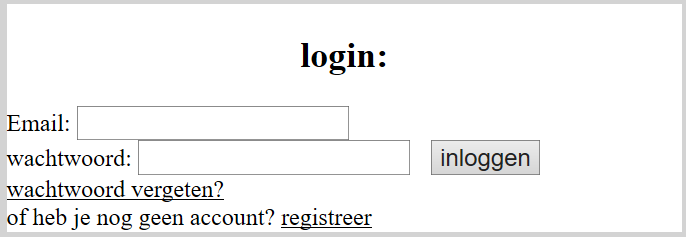 login:
Email:
wachtwoord: inloggen
wachtwoord vergeten?
of heb je nog geen account? registreer